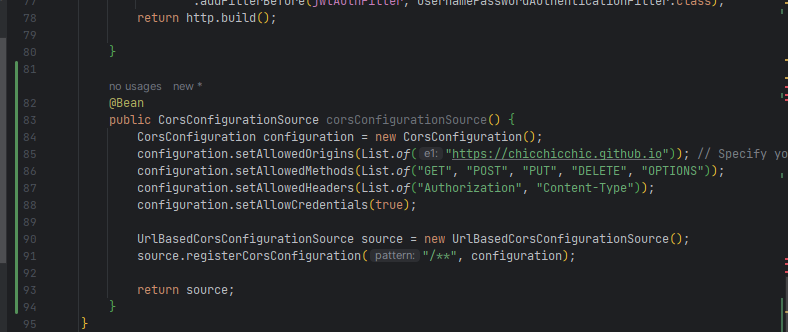 77 .addFilterBefore(jwtAuthFilter, UsernamePasswordAuthenticationFilter.class);
78 return http.build();
79
80 }
81
no usages new *
82 @Bean
83 public CorsConfigurationSource corsConfigurationSource() {
84 CorsConfiguration configuration = new CorsConfiguration();
85 configuration.setAllowedOrigins(List.of( e1: "https://chicchicchic.github.io")); // Specify yo
86 configuration.setAllowedMethods(List.of("GET", "POST", "PUT", "DELETE", "OPTIONS"));
87 configuration.setAllowedHeaders(List.of("Authorization", "Content-Type"));
88 configuration.setAllowCredentials(true);
89
90 UrlBasedCorsConfigurationSource source = new UrlBasedCorsConfigurationSource();
91 source.registerCorsConfiguration( pattern: "/**", configuration);
92
93 return source;
94 }
95 }